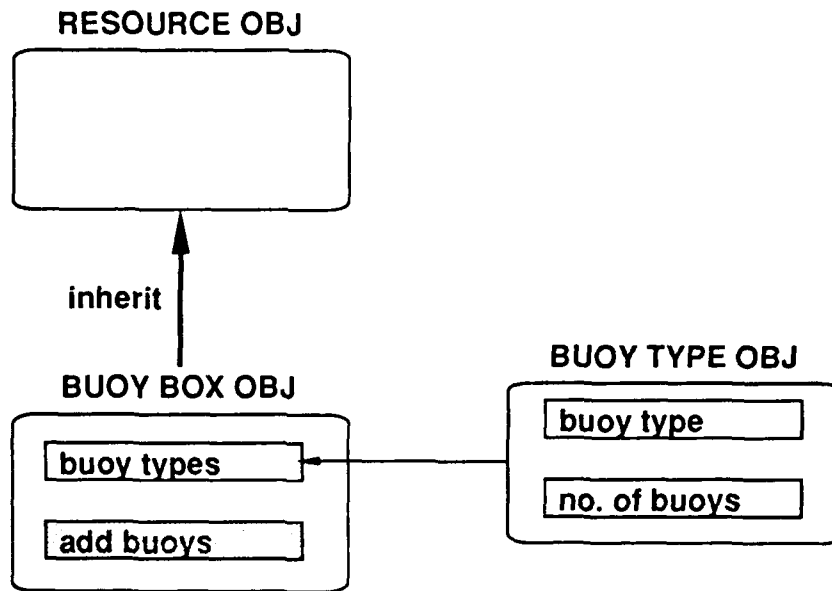 RESOURCE OBJ
inherit
BUOY BOX OBJ
buoy types
add buoys
BUOY TYPE OBJ
buoy type
no. of buoys